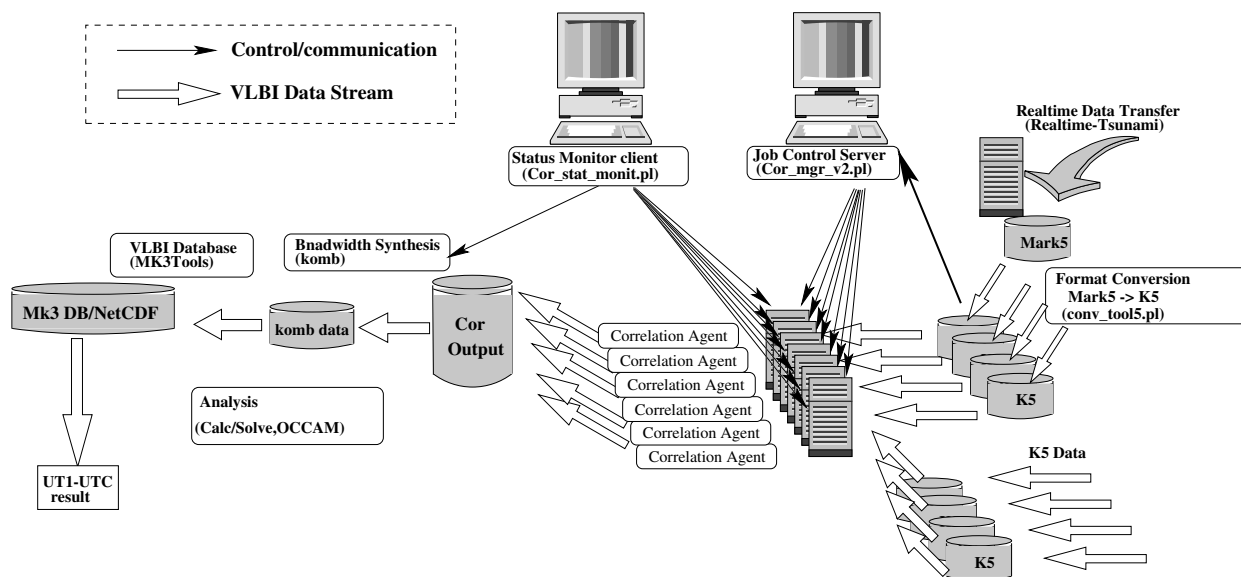 Control/communication
VLBI Data Stream
Status Monitor client
(Cor_stat_monit.pl)
Job Control Server
(Cor_mgr_v2.pl)
Realtime Data Transfer
(Realtime-Tsunami)
Mark5
Format Conversion
Mark5 -> K5
(conv_tool5.pl)
VLBI Database
(MK3Tools)
Bnadwidth Synthesis
(komb)
Mk3 DB/NetCDF
komb data
Cor
Output
Correlation Agent
Correlation Agent
Correlation Agent
Correlation Agent
Correlation Agent
Correlation Agent
K5
Analysis
(Calc/Solve,OCCAM)
UT1-UTC
result
K5 Data
K5